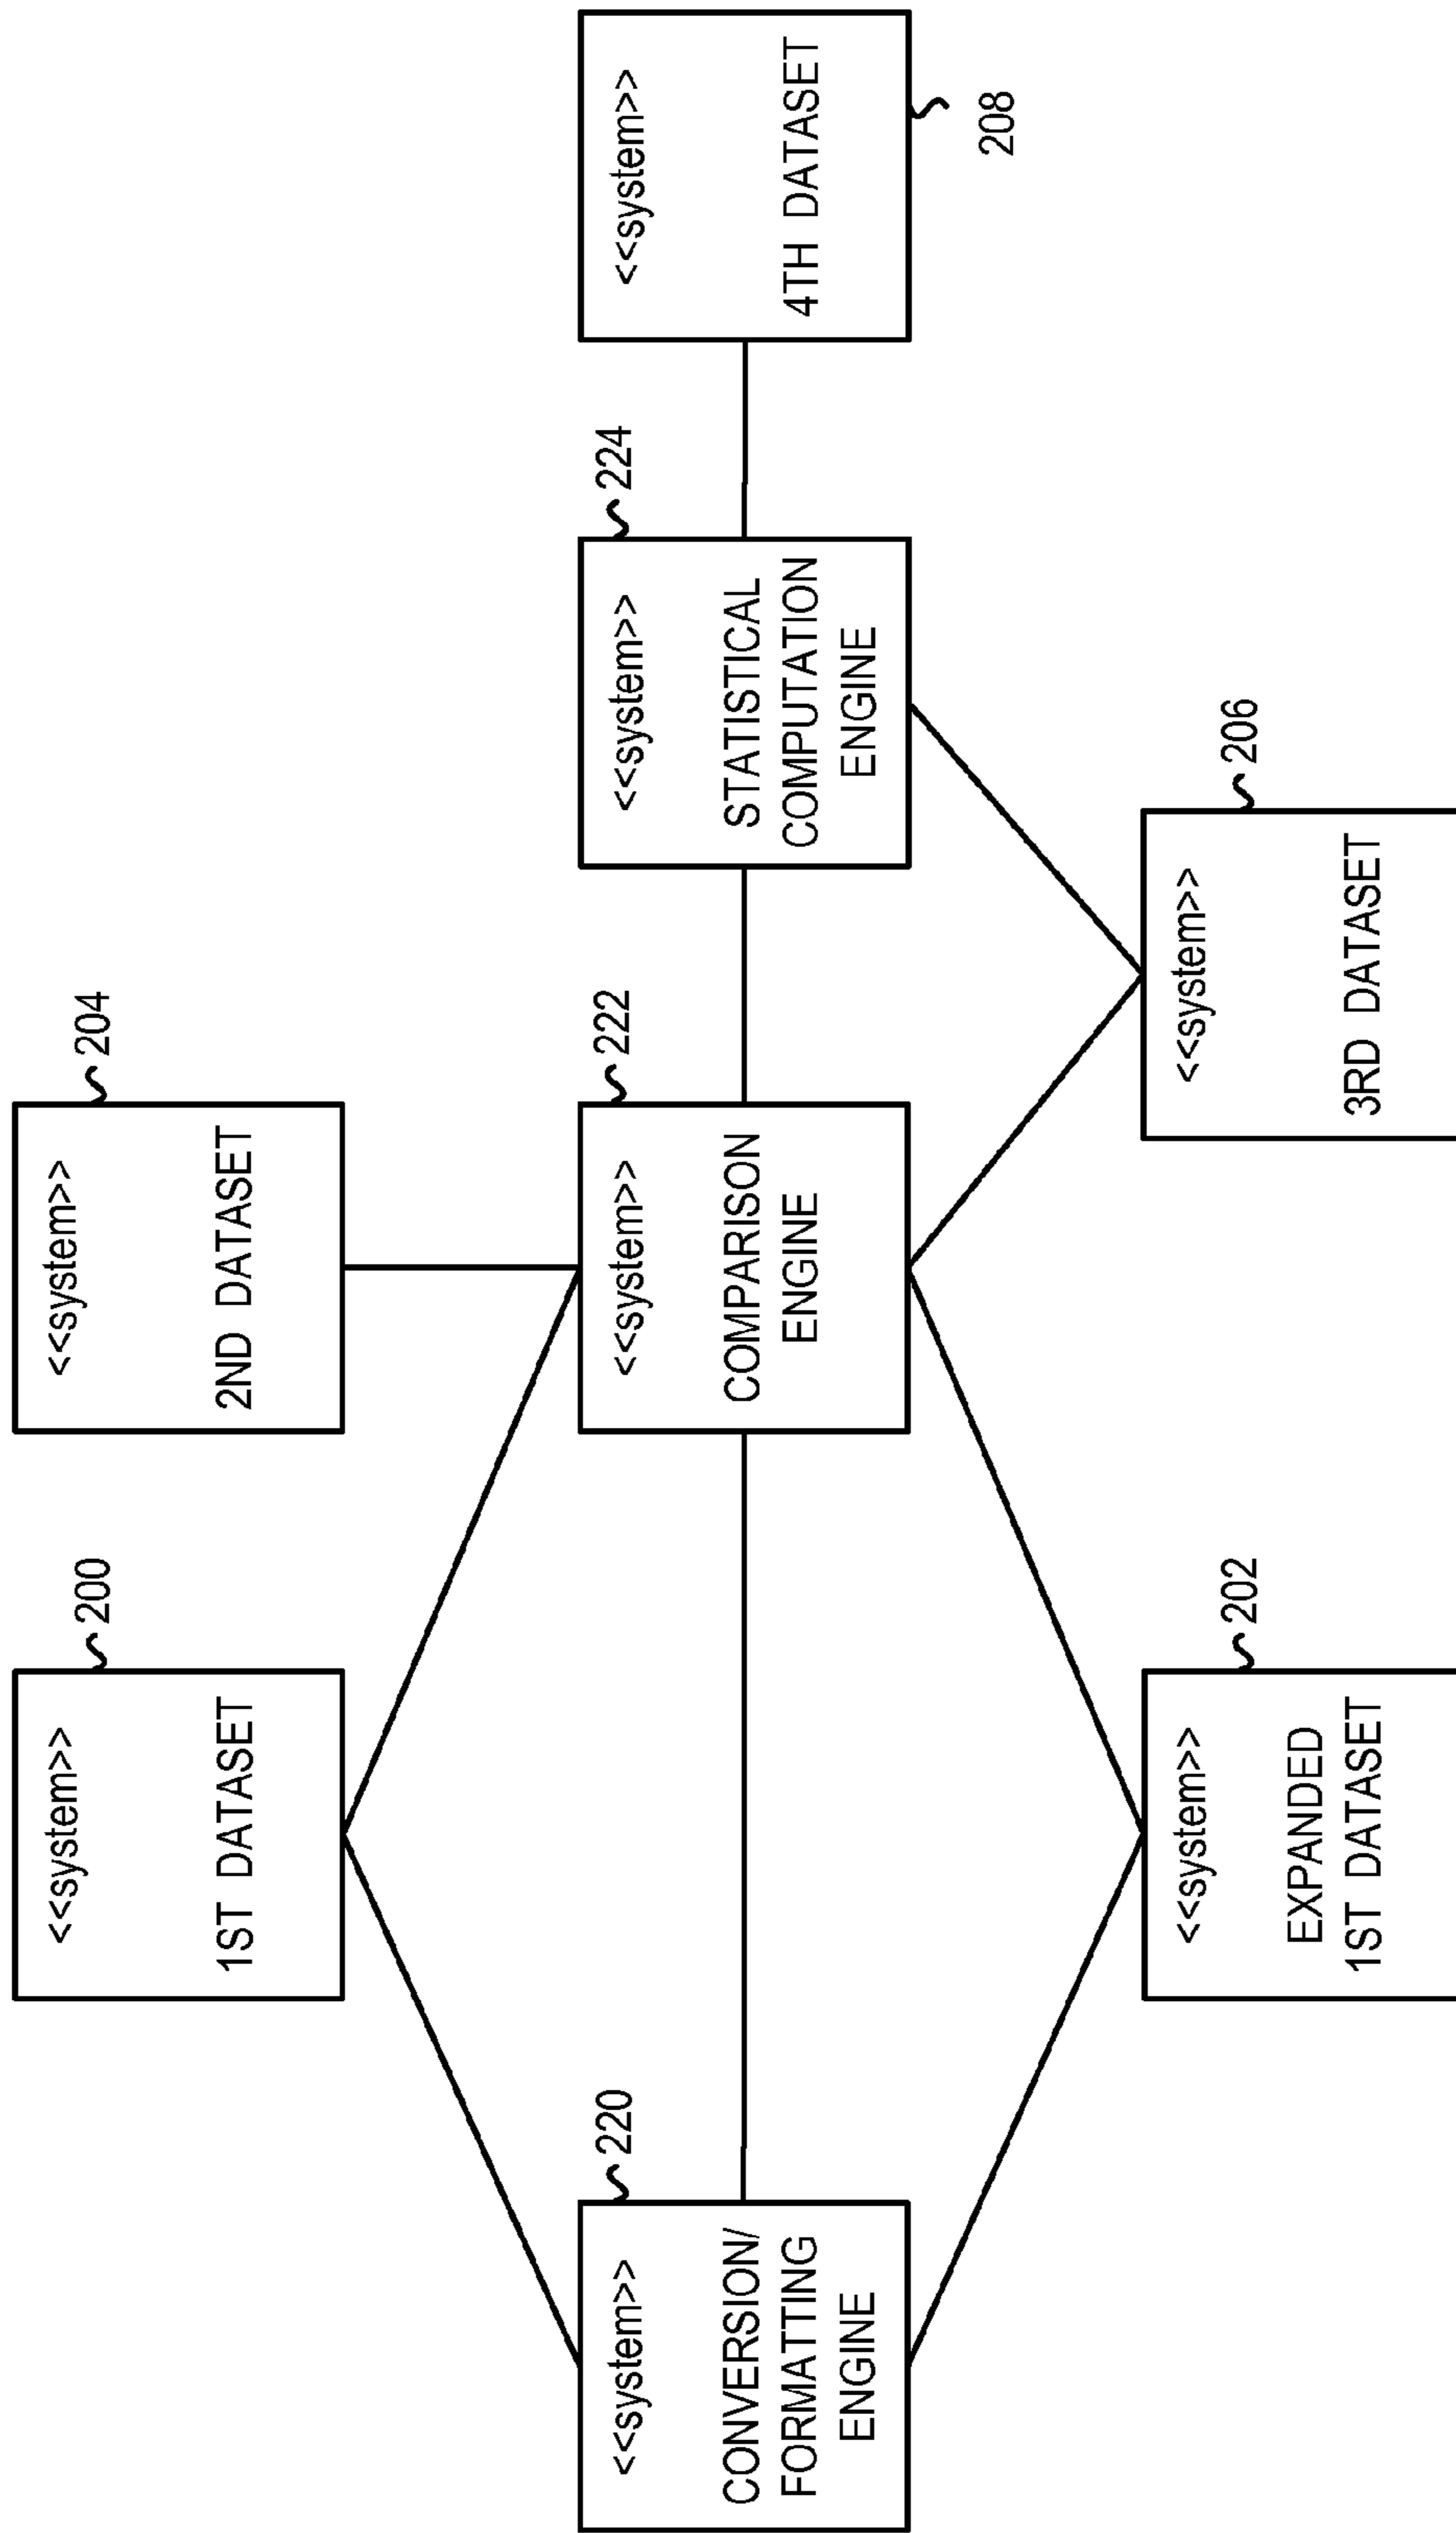 200
<<system>>
1ST DATASET
204
<<system>>
2ND DATASET
220
<<system>>
CONVERSION/
FORMATTING
ENGINE
222
<<system>>
COMPARISON
ENGINE
224
<<system>>
STATISTICAL
COMPUTATION
ENGINE
<<system>>
4TH DATASET
208
202
<<system>>
EXPANDED
1ST DATASET
206
<<system>>
3RD DATASET